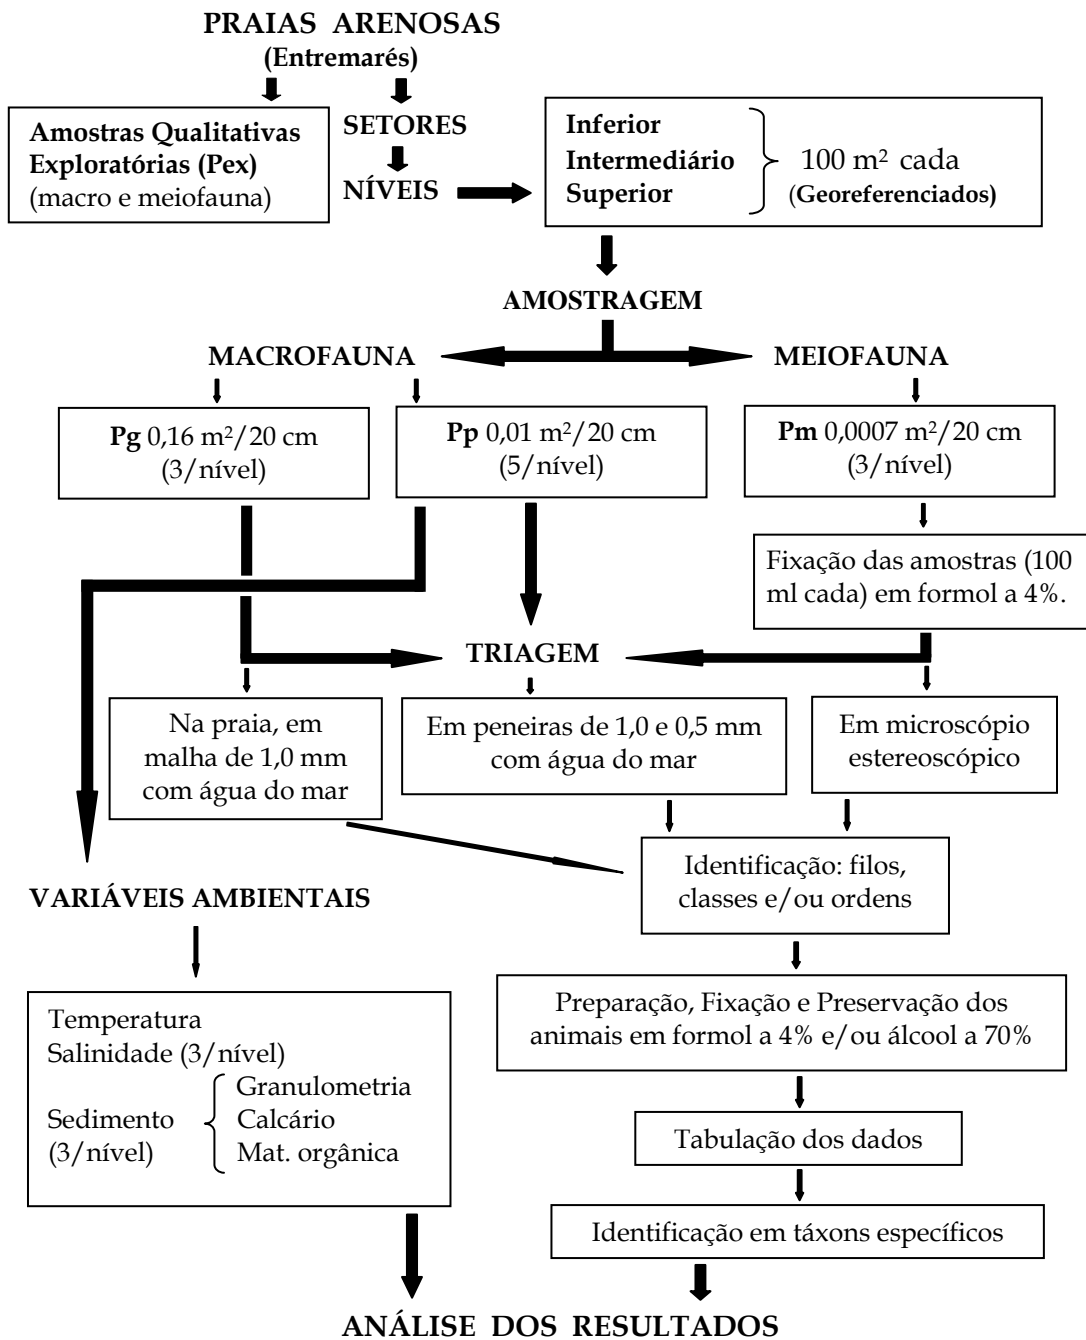 PRAIAS ARENOSAS
(Entremarés)
Amostras Qualitativas
Exploratórias (Pex)
(macro e meiofauna)
SETORES
NÍVEIS
Inferior
Intermediário
Superior
100 m² cada
(Georeferenciados)
AMOSTRAGEM
MACROFAUNA
MEIOFAUNA
Pg 0,16 m²/20 cm
(3/nível)
Pp 0,01 m²/20 cm
(5/nível)
Pm 0,0007 m²/20 cm
(3/nível)
Fixação das amostras (100
ml cada) em formol a 4%.
TRIAGEM
Na praia, em
malha de 1,0 mm
com água do mar
Em peneiras de 1,0 e 0,5 mm
com água do mar
Em microscópio
estereoscópico
Identificação: filos,
classes e/ou ordens
VARIÁVEIS AMBIENTAIS
Preparação, Fixação e Preservação dos
animais em formol a 4% e/ou álcool a 70%
Temperatura
Salinidade (3/nível)
Sedimento
(3/nível)
Granulometria
Calcário
Mat. orgânica
Tabulação dos dados
Identificação em táxons específicos
ANÁLISE DOS RESULTADOS